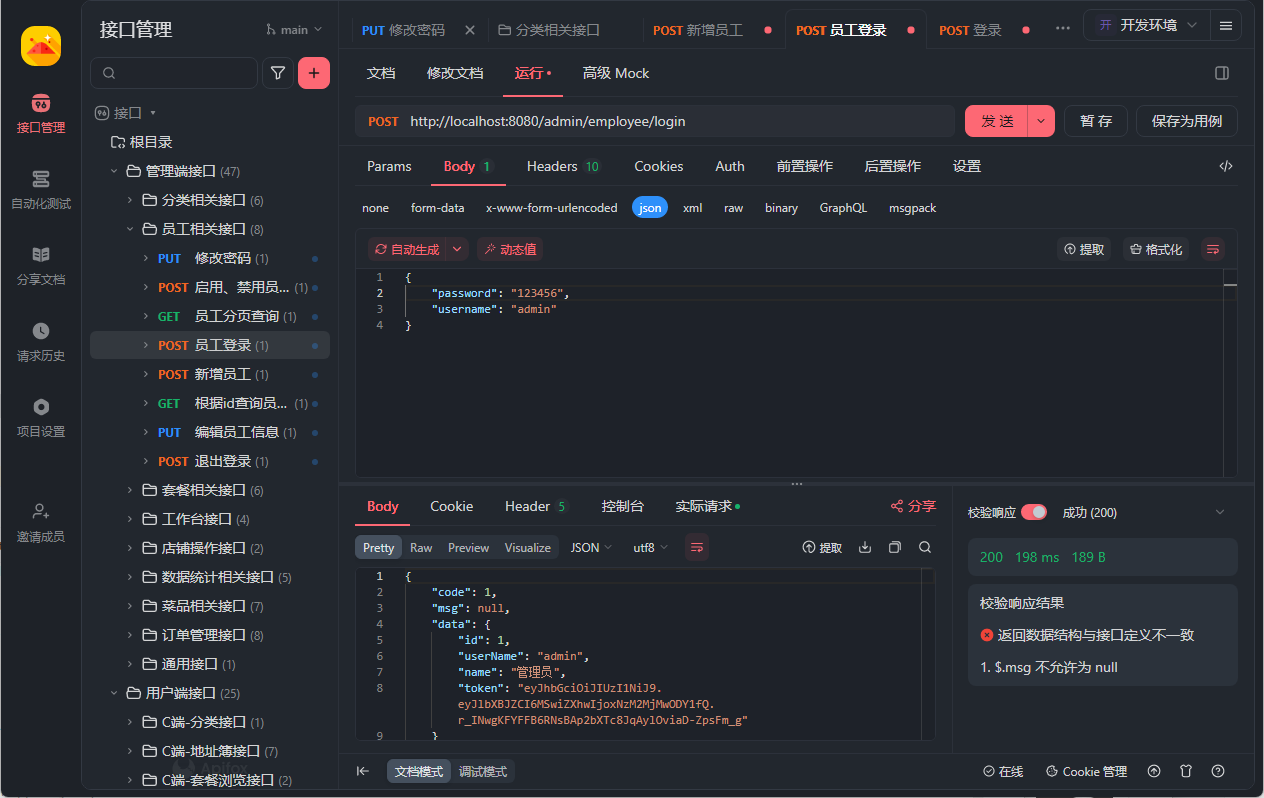 接口管理
自动化测试
分享文档
请求历史
项目设置
邀请成员
接口管理
main
接口
根目录
管理端接口 (47)
分类相关接口 (6)
员工相关接口 (8)
PUT 修改密码 (1)
POST 启用、禁用员... (1)
GET 员工分页查询 (1)
POST 员工登录 (1)
POST 新增员工 (1)
GET 根据id查询员... (1)
PUT 编辑员工信息 (1)
POST 退出登录 (1)
套餐相关接口 (6)
工作台接口 (4)
店铺操作接口 (2)
数据统计相关接口 (5)
菜品相关接口 (7)
订单管理接口 (8)
通用接口 (1)
用户端接口 (25)
C端-分类接口 (1)
C端-地址簿接口 (7)
C端-套餐浏览接口 (2)
Apifox
PUT 修改密码
分类相关接口
POST 新增员工
POST 员工登录
POST 登录
开 开发环境
文档 修改文档 运行 高级 Mock
POST http://localhost:8080/admin/employee/login
发 送
暂 存
保存为用例
Params Body 1 Headers 10 Cookies Auth 前置操作 后置操作 设置
none form-data x-www-form-urlencoded json xml raw binary GraphQL msgpack
自动生成 动态值 提取 格式化
1 {
2 "password": "123456",
3 "username": "admin"
4 }
Body Cookie Header 5 控制台 实际请求 分享
Pretty Raw Preview Visualize JSON utf8 提取
1 {
2 "code": 1,
3 "msg": null,
4 "data": {
5 "id": 1,
6 "userName": "admin",
7 "name": "管理员",
8 "token": "eyJhbGciOiJIUzI1NiJ9.
eyJlbXBJZCI6MSwiZXhwIjoxNzM2MjMwODY1fQ.
r_INwgKFYFFB6RNsBAp2bXTc8JqAylOviaD-ZpsFm_g"
9 }
校验响应 成功 (200)
200 198 ms 189 B
校验响应结果
返回数据结构与接口定义不一致
1. $.msg 不允许为 null
文档模式 调试模式
在线 Cookie 管理